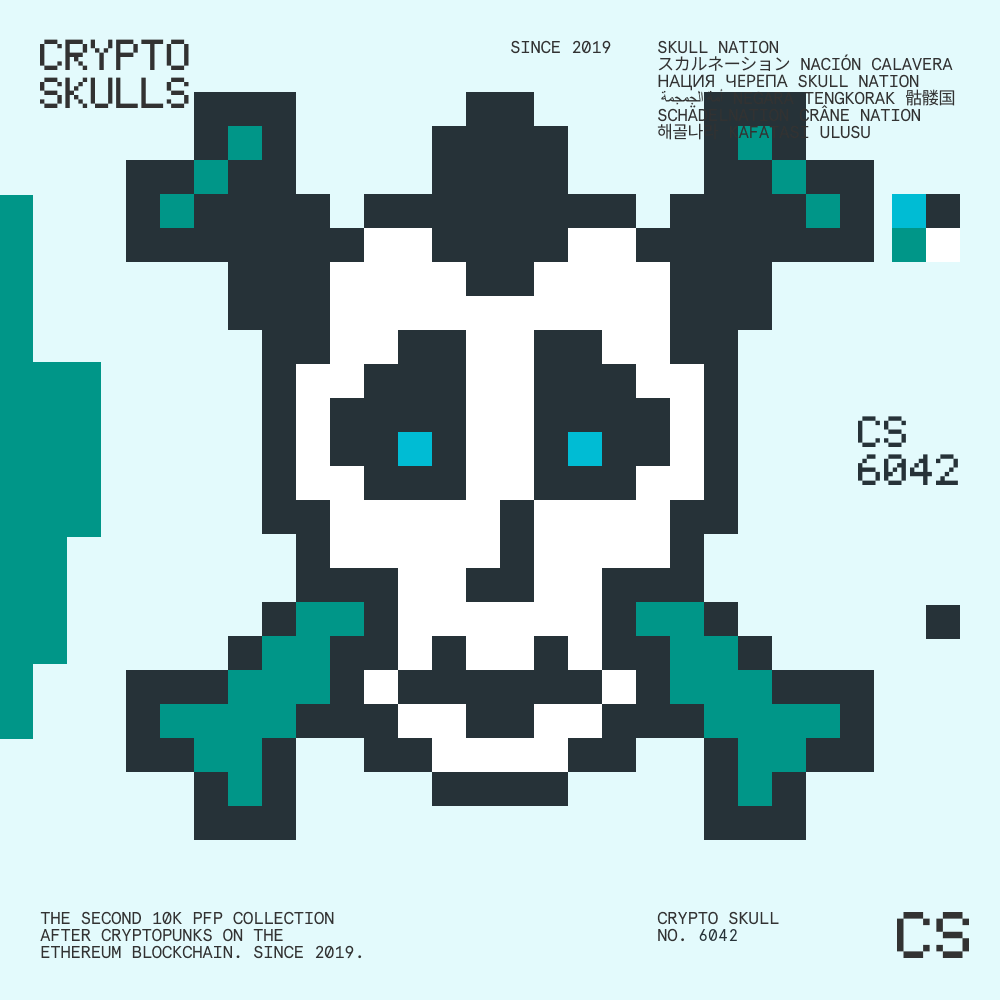 CRYPTO
SKULLS
SINCE 2019
SKULL NATION
スカルネーション NACIÓN CALAVERA
НАЦИЯ ЧЕРЕПА SKULL NATION
TENGKORAK 骷髅国
CRÂNE NATION
ULUSU
CS
6042
THE SECOND 10K PFP COLLECTION
AFTER CRYPTOPUNKS ON THE
ETHEREUM BLOCKCHAIN. SINCE 2019.
CRYPTO SKULL
NO. 6042
CS